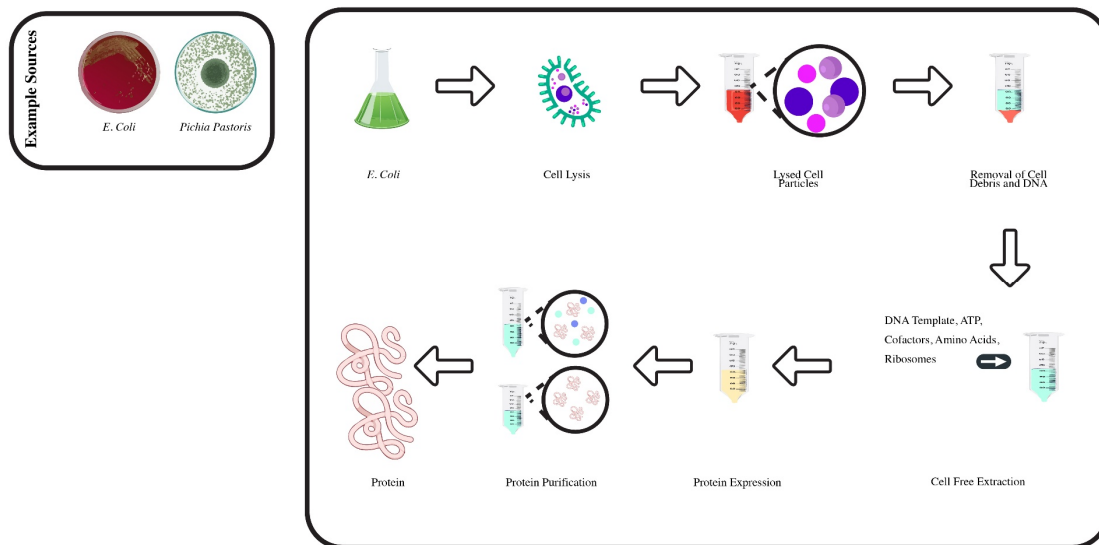 Example Sources
E. Coli
Pichia Pastoris
E. Coli
Cell Lysis
Lysed Cell
Particles
Removal of Cell
Debris and DNA
DNA Template, ATP,
Cofactors, Amino Acids,
Ribosomes
Protein
Protein Purification
Protein Expression
Cell Free Extraction